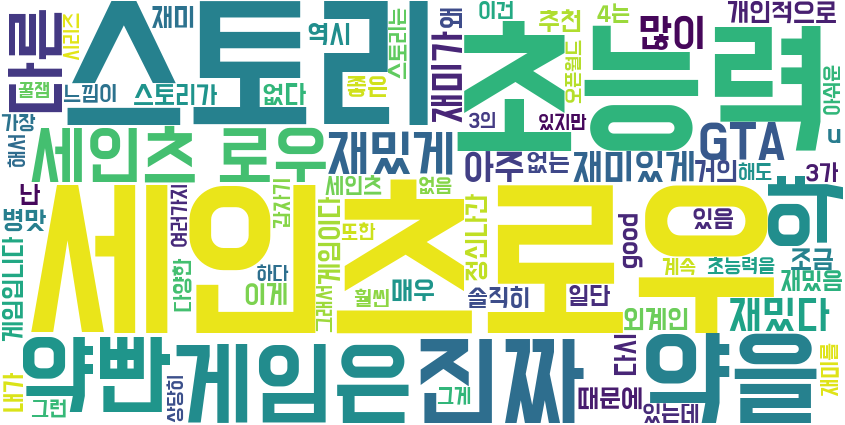 다른
시리즈
재미
스토리
역시
스토리는
재미가
왜
이건
추천
4는
많이
개인적으로
초능력
오픈월드
아쉬운
꿀잼
느낌이
스토리가
없다
좋은
3의
있지만
GTA
u
가장
해서
세인츠 로우
재밌게
아주
없는
재미있게
거의
해도
3가
난
병맛
여러가지
갑자기
세인츠
없음
정신나간
good
있음
약
게임입니다
세인츠로우
또한
게임이다
그래서
다양한
하다
이게
훨씬
매우
솔직히
일단
계속
초능력을
조금
재밌음
외계인
재밌다
내가
그런
약빤
상당히
게임은
진짜
그게
때문에
다시
있는데
약을
재미를